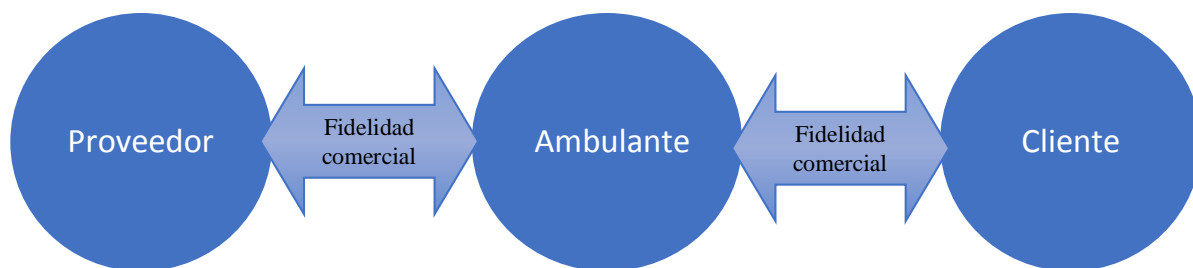 Proveedor
Fidelidad
comercial
Ambulante
Fidelidad
comercial
Cliente